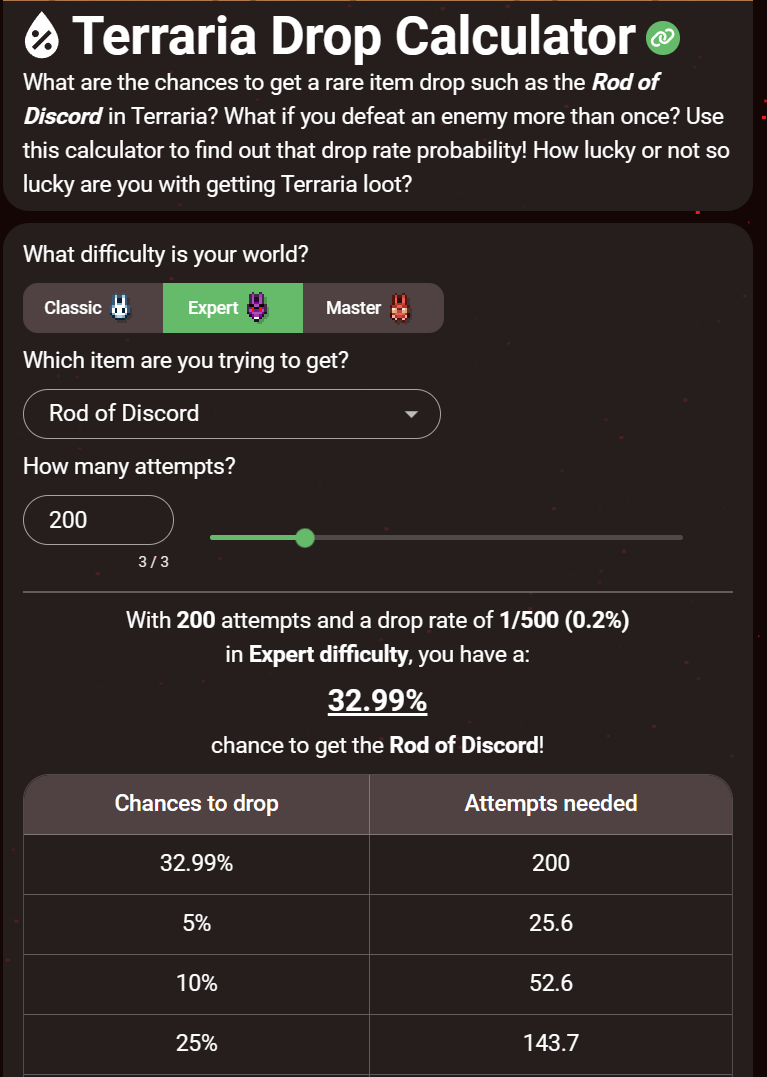 Terraria Drop Calculator
What are the chances to get a rare item drop such as the Rod of
Discord in Terraria? What if you defeat an enemy more than once? Use
this calculator to find out that drop rate probability! How lucky or not so
lucky are you with getting Terraria loot?
What difficulty is your world?
Classic Expert Master
Which item are you trying to get?
Rod of Discord
How many attempts?
200
3 / 3
With 200 attempts and a drop rate of 1/500 (0.2%)
in Expert difficulty, you have a:
32.99%
chance to get the Rod of Discord!
Chances to drop Attempts needed
32.99% 200
5% 25.6
10% 52.6
25% 143.7